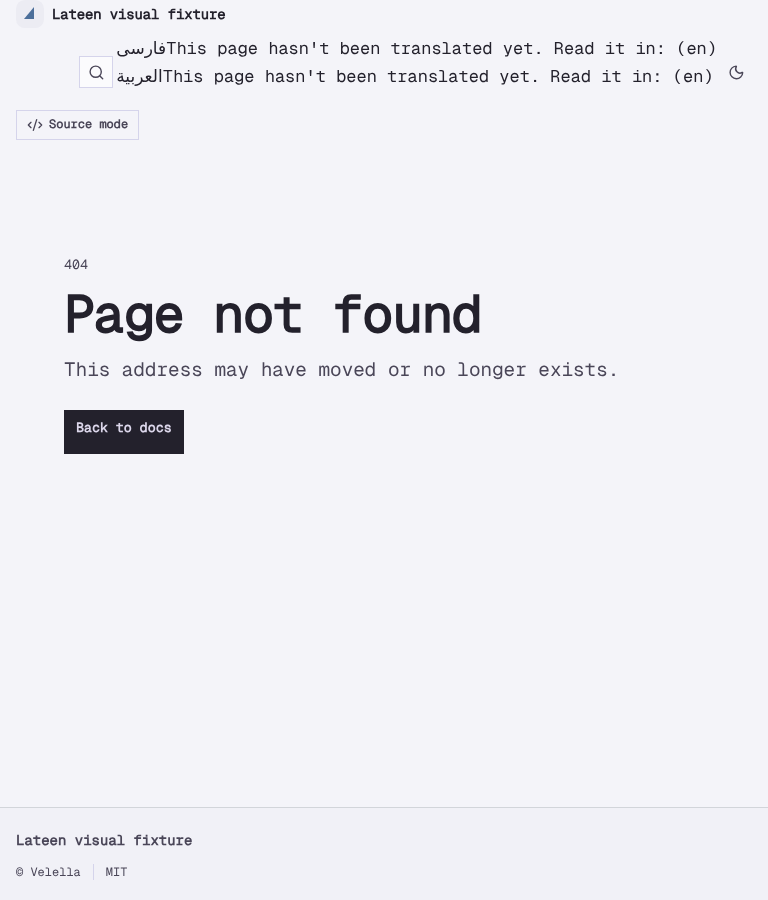 Lateen visual fixture
فارسیThis page hasn't been translated yet. Read it in: (en)
العربيةThis page hasn't been translated yet. Read it in: (en)
</> Source mode
404
Page not found
This address may have moved or no longer exists.
Back to docs
Lateen visual fixture
© Velella
MIT